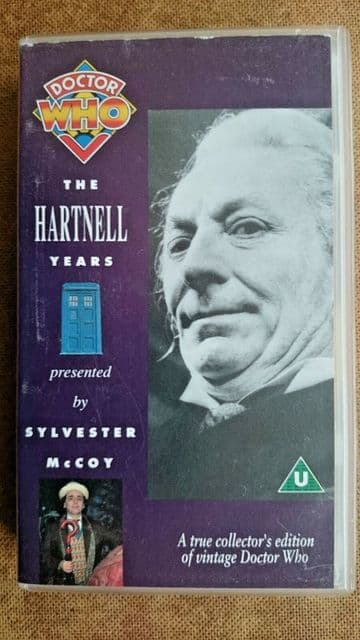 DOCTOR
WHO
THE
HARTNELL
YEARS
presented
by
SYLVESTER
McCOY
U
A true collector's edition
of vintage Doctor Who